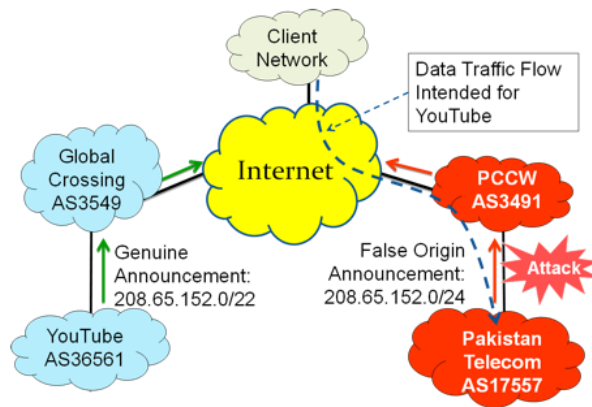 Client
Network
Data Traffic Flow
Intended for
YouTube
Global
Crossing
AS3549
Internet
PCCW
AS3491
Genuine
Announcement:
208.65.152.0/22
False Origin
Announcement:
208.65.152.0/24
Attack
YouTube
AS36561
Pakistan
Telecom
AS17557